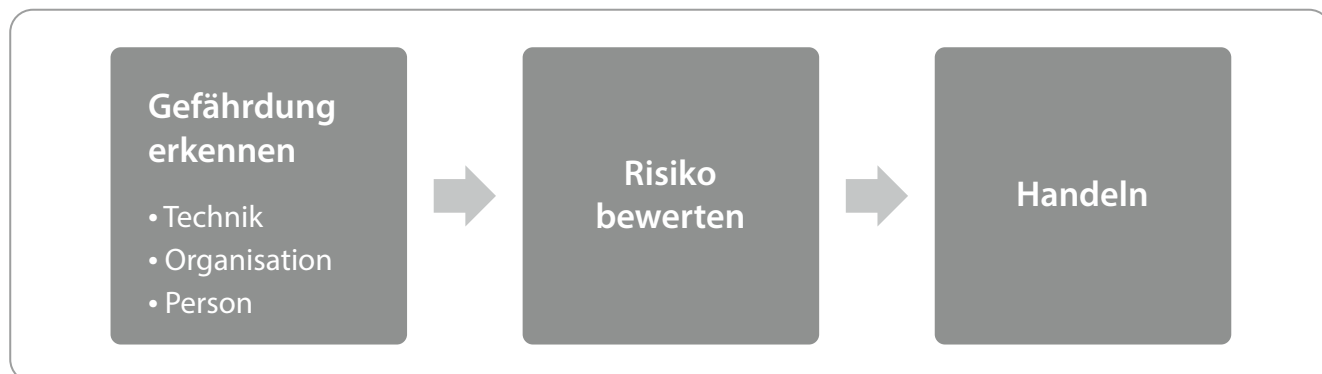 Gefährdung
erkennen
• Technik
• Organisation
• Person
Risiko
bewerten
Handeln